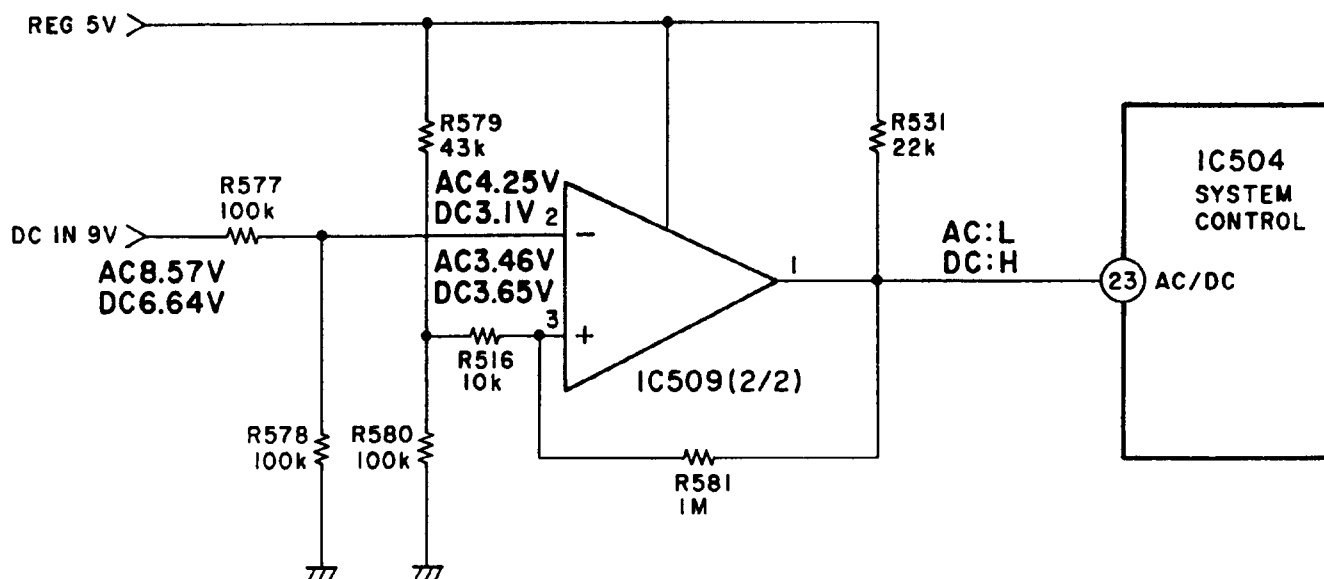 REG 5V
R579
43k
R531
22k
R577
100k
AC4.25V
DC3.1V
2
DC IN 9V
AC8.57V
DC6.64V
−
AC3.46V
DC3.65V
3
+
R516
10k
1
IC509(2/2)
AC:L
DC:H
IC504
SYSTEM
CONTROL
23
AC/DC
R578
100k
R580
100k
R581
1M